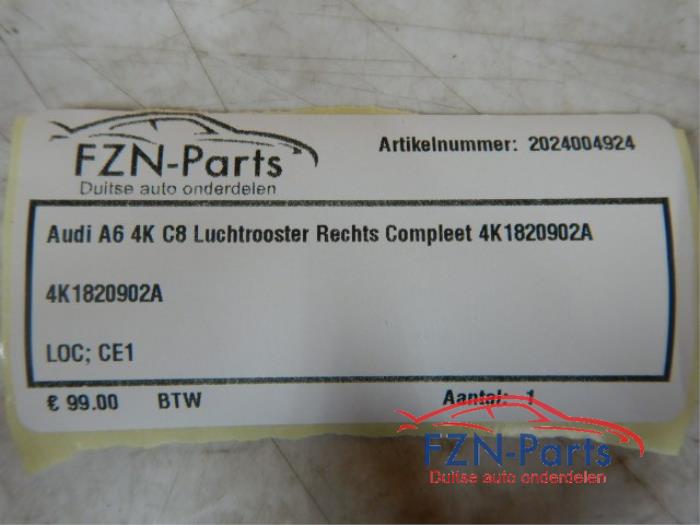 FZN-Parts
Duitse auto onderdelen
Artikelnummer: 2024004924
Audi A6 4K C8 Luchtrooster Rechts Compleet 4K1820902A
4K1820902A
LOC; CE1
€ 99.00 BTW Aantal: 1
FZN-Parts
Duitse auto onderdelen